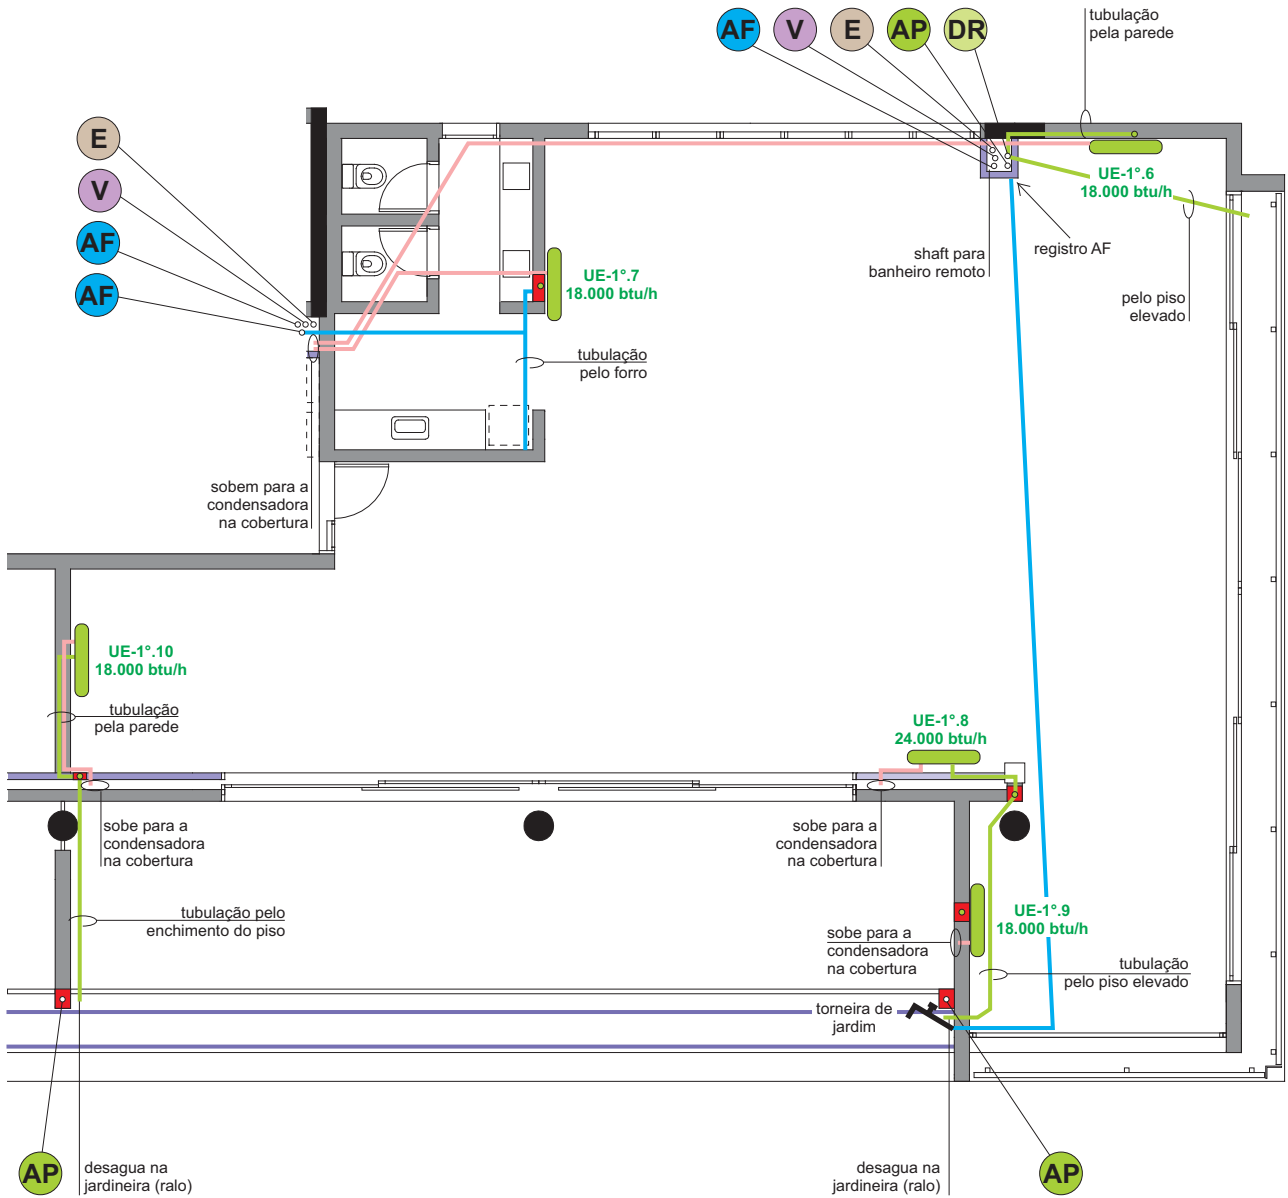 AF
V
E
AP
DR
tubulação
pela parede
E
V
AF
AF
UE-1°.6
18.000 btu/h
shaft para
banheiro remoto
registro AF
pelo piso
elevado
UE-1°.7
18.000 btu/h
tubulação
pelo forro
sobem para a
condensadora
na cobertura
UE-1°.10
18.000 btu/h
tubulação
pela parede
UE-1°.8
24.000 btu/h
sobe para a
condensadora
na cobertura
sobe para a
condensadora
na cobertura
tubulação pelo
enchimento do piso
UE-1°.9
18.000 btu/h
sobe para a
condensadora
na cobertura
tubulação
pelo piso elevado
torneira de
jardim
AP
desagua na
jardineira (ralo)
desagua na
jardineira (ralo)
AP